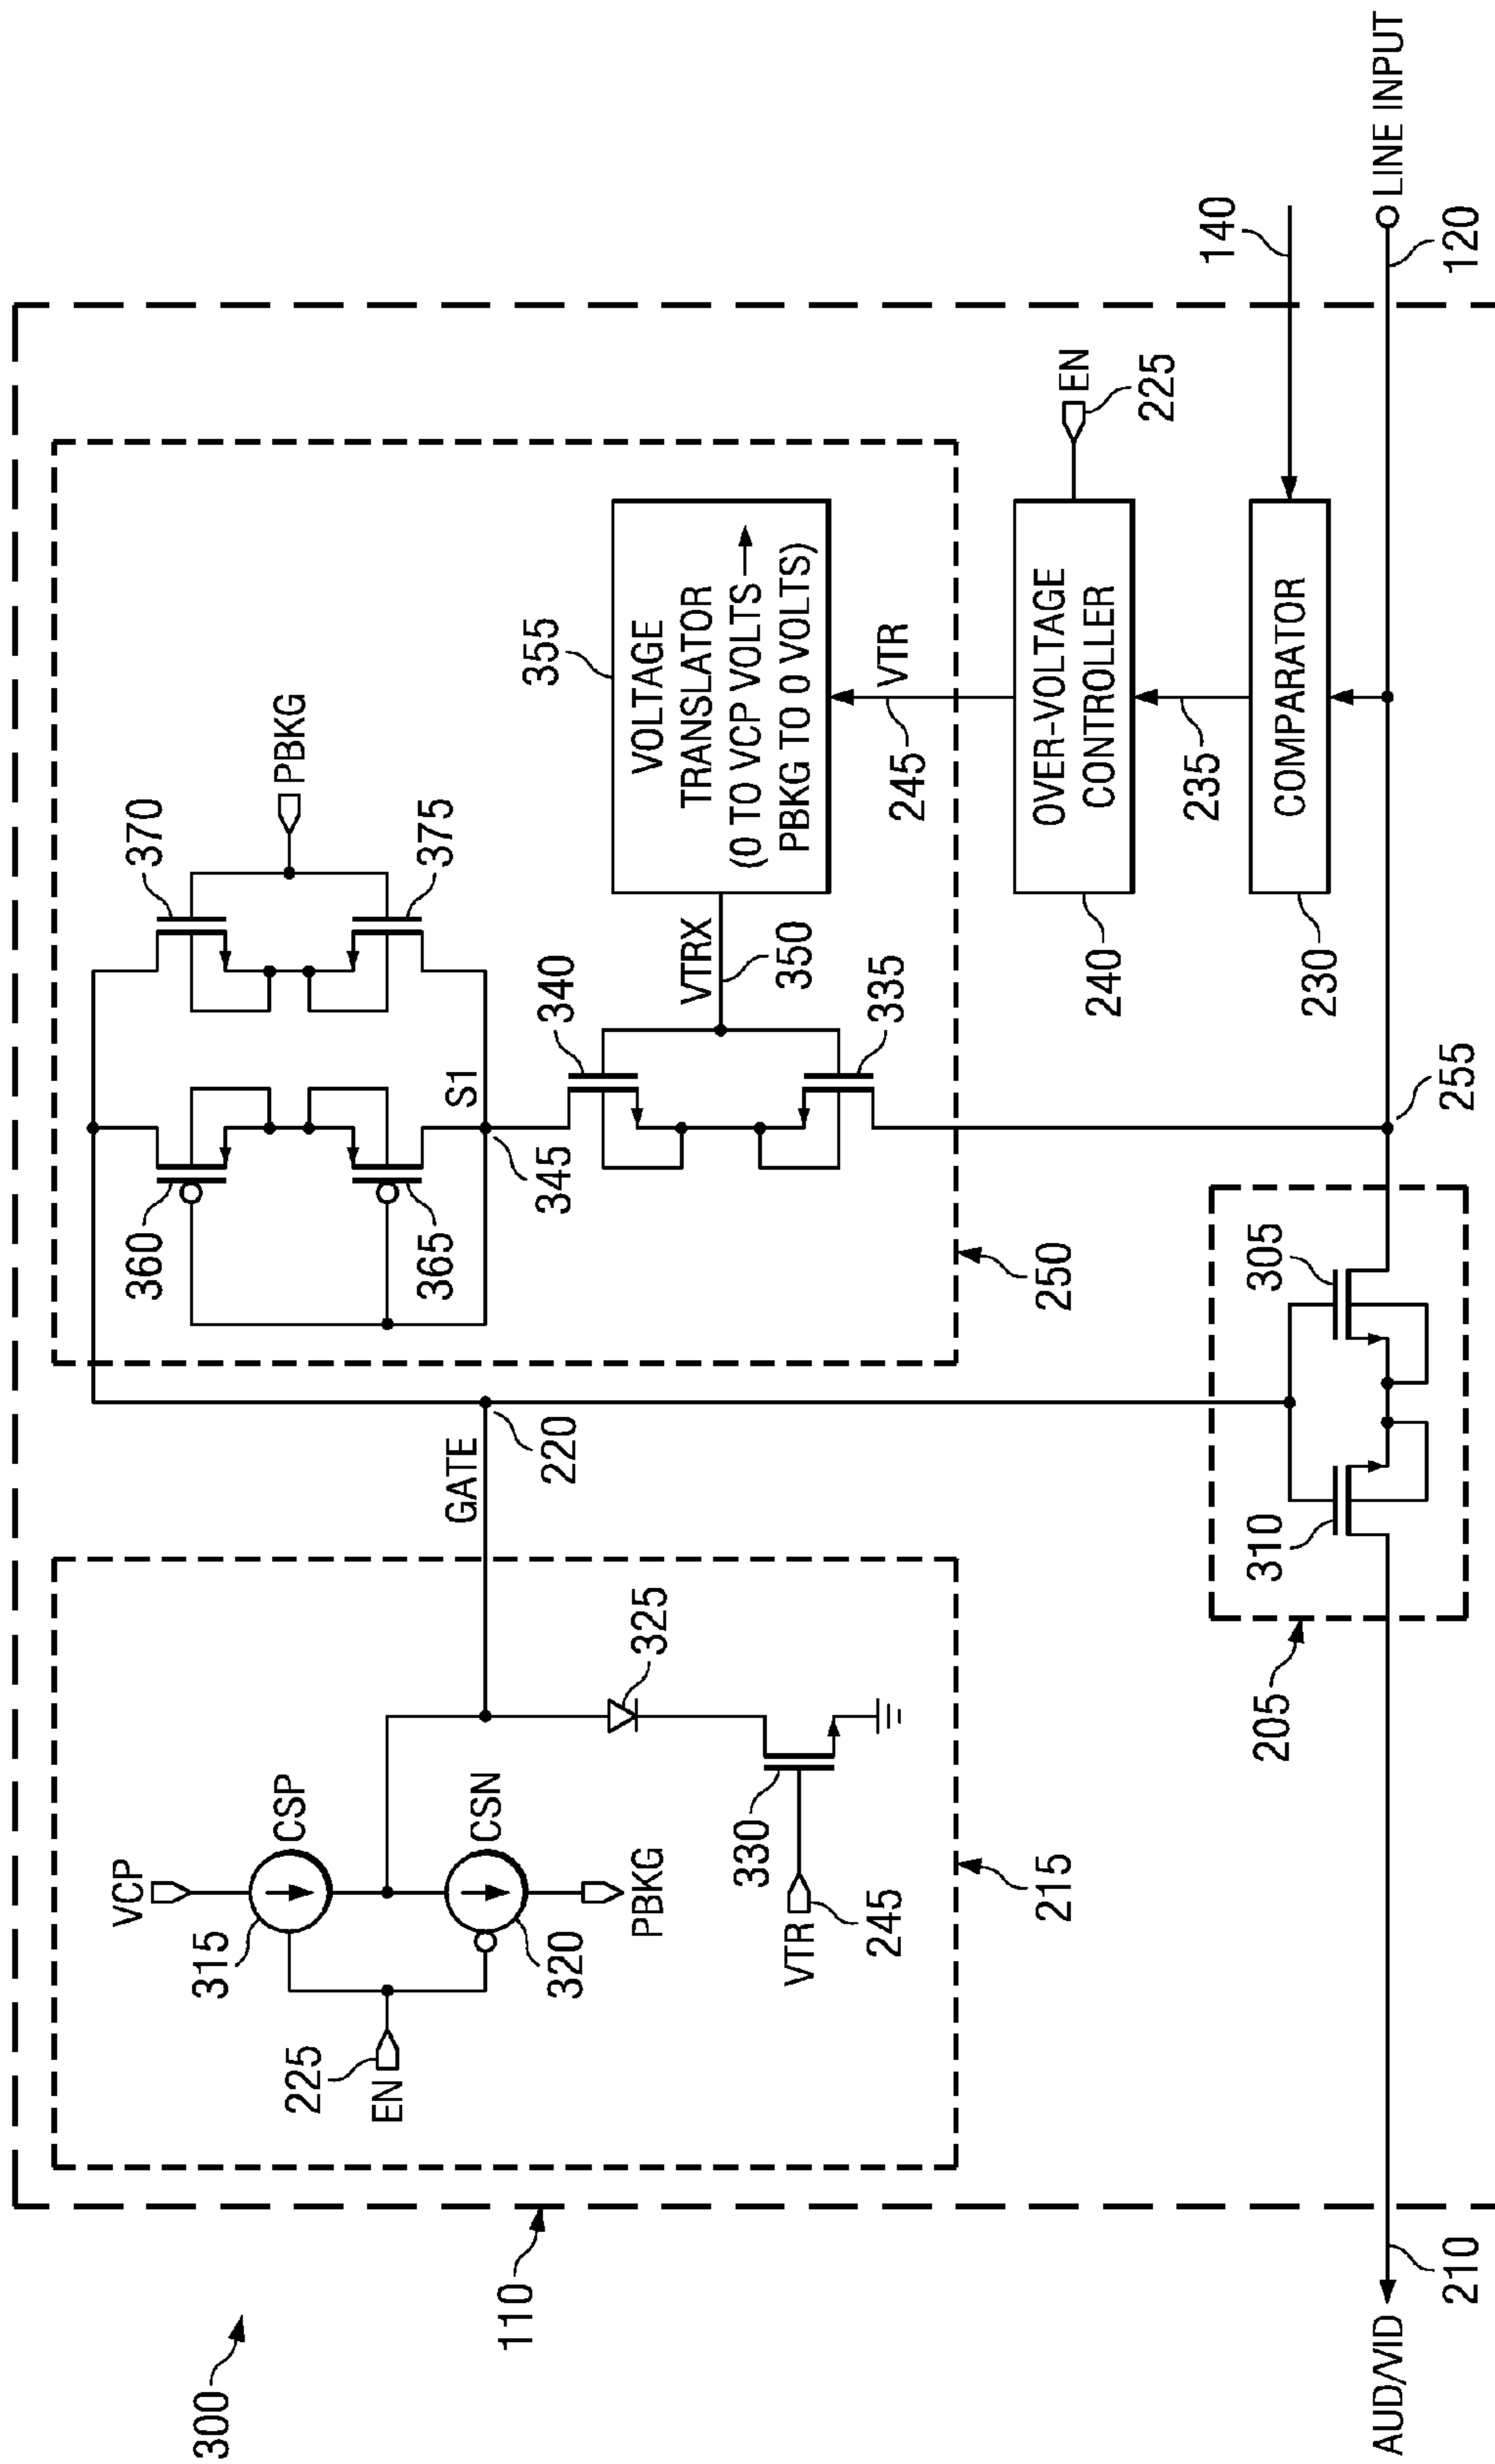 300
110
VCP
315
CSP
225
EN
320
CSN
PBKG
325
330
VTR
245
215
GATE
220
360
365
370
375
PBKG
S1
345
340
335
VTRX
350
355
VOLTAGE
TRANSLATOR
(0 TO VCP VOLTS →
PBKG TO 0 VOLTS)
250
245
VTR
OVER-VOLTAGE
CONTROLLER
240
EN
225
235
COMPARATOR
230
140
205
310
305
255
AUD/VID
210
120
LINE INPUT